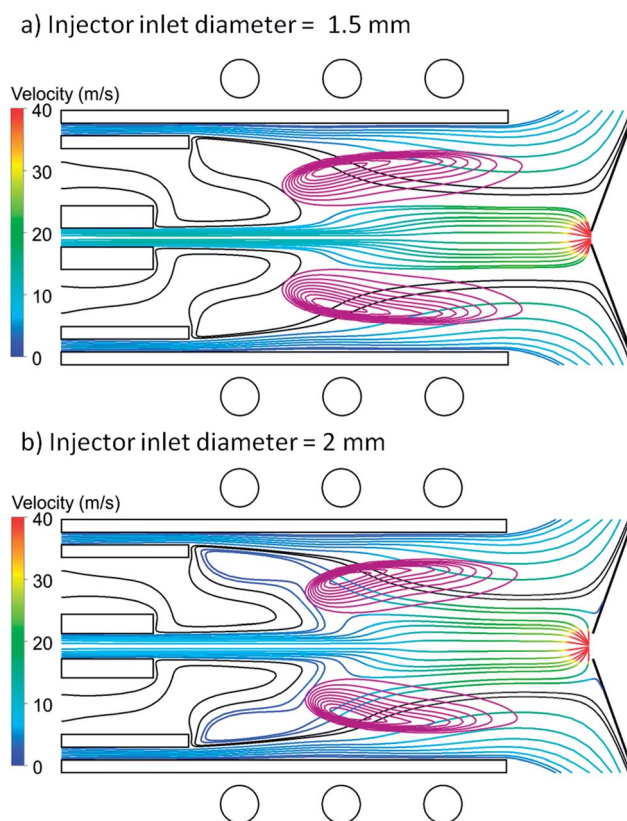 a) Injector inlet diameter = 1.5 mm
Velocity (m/s)
40
30
20
10
0
b) Injector inlet diameter = 2 mm
Velocity (m/s)
40
30
20
10
0